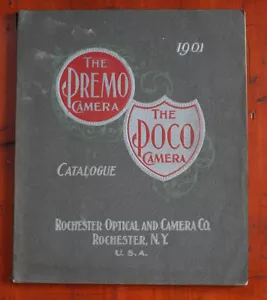 1901
THE
PREMO
CAMERA
THE
POCO
CAMERA
CATALOGUE
ROCHESTER OPTICAL AND CAMERA CO.
ROCHESTER, N.Y.
U.S.A.